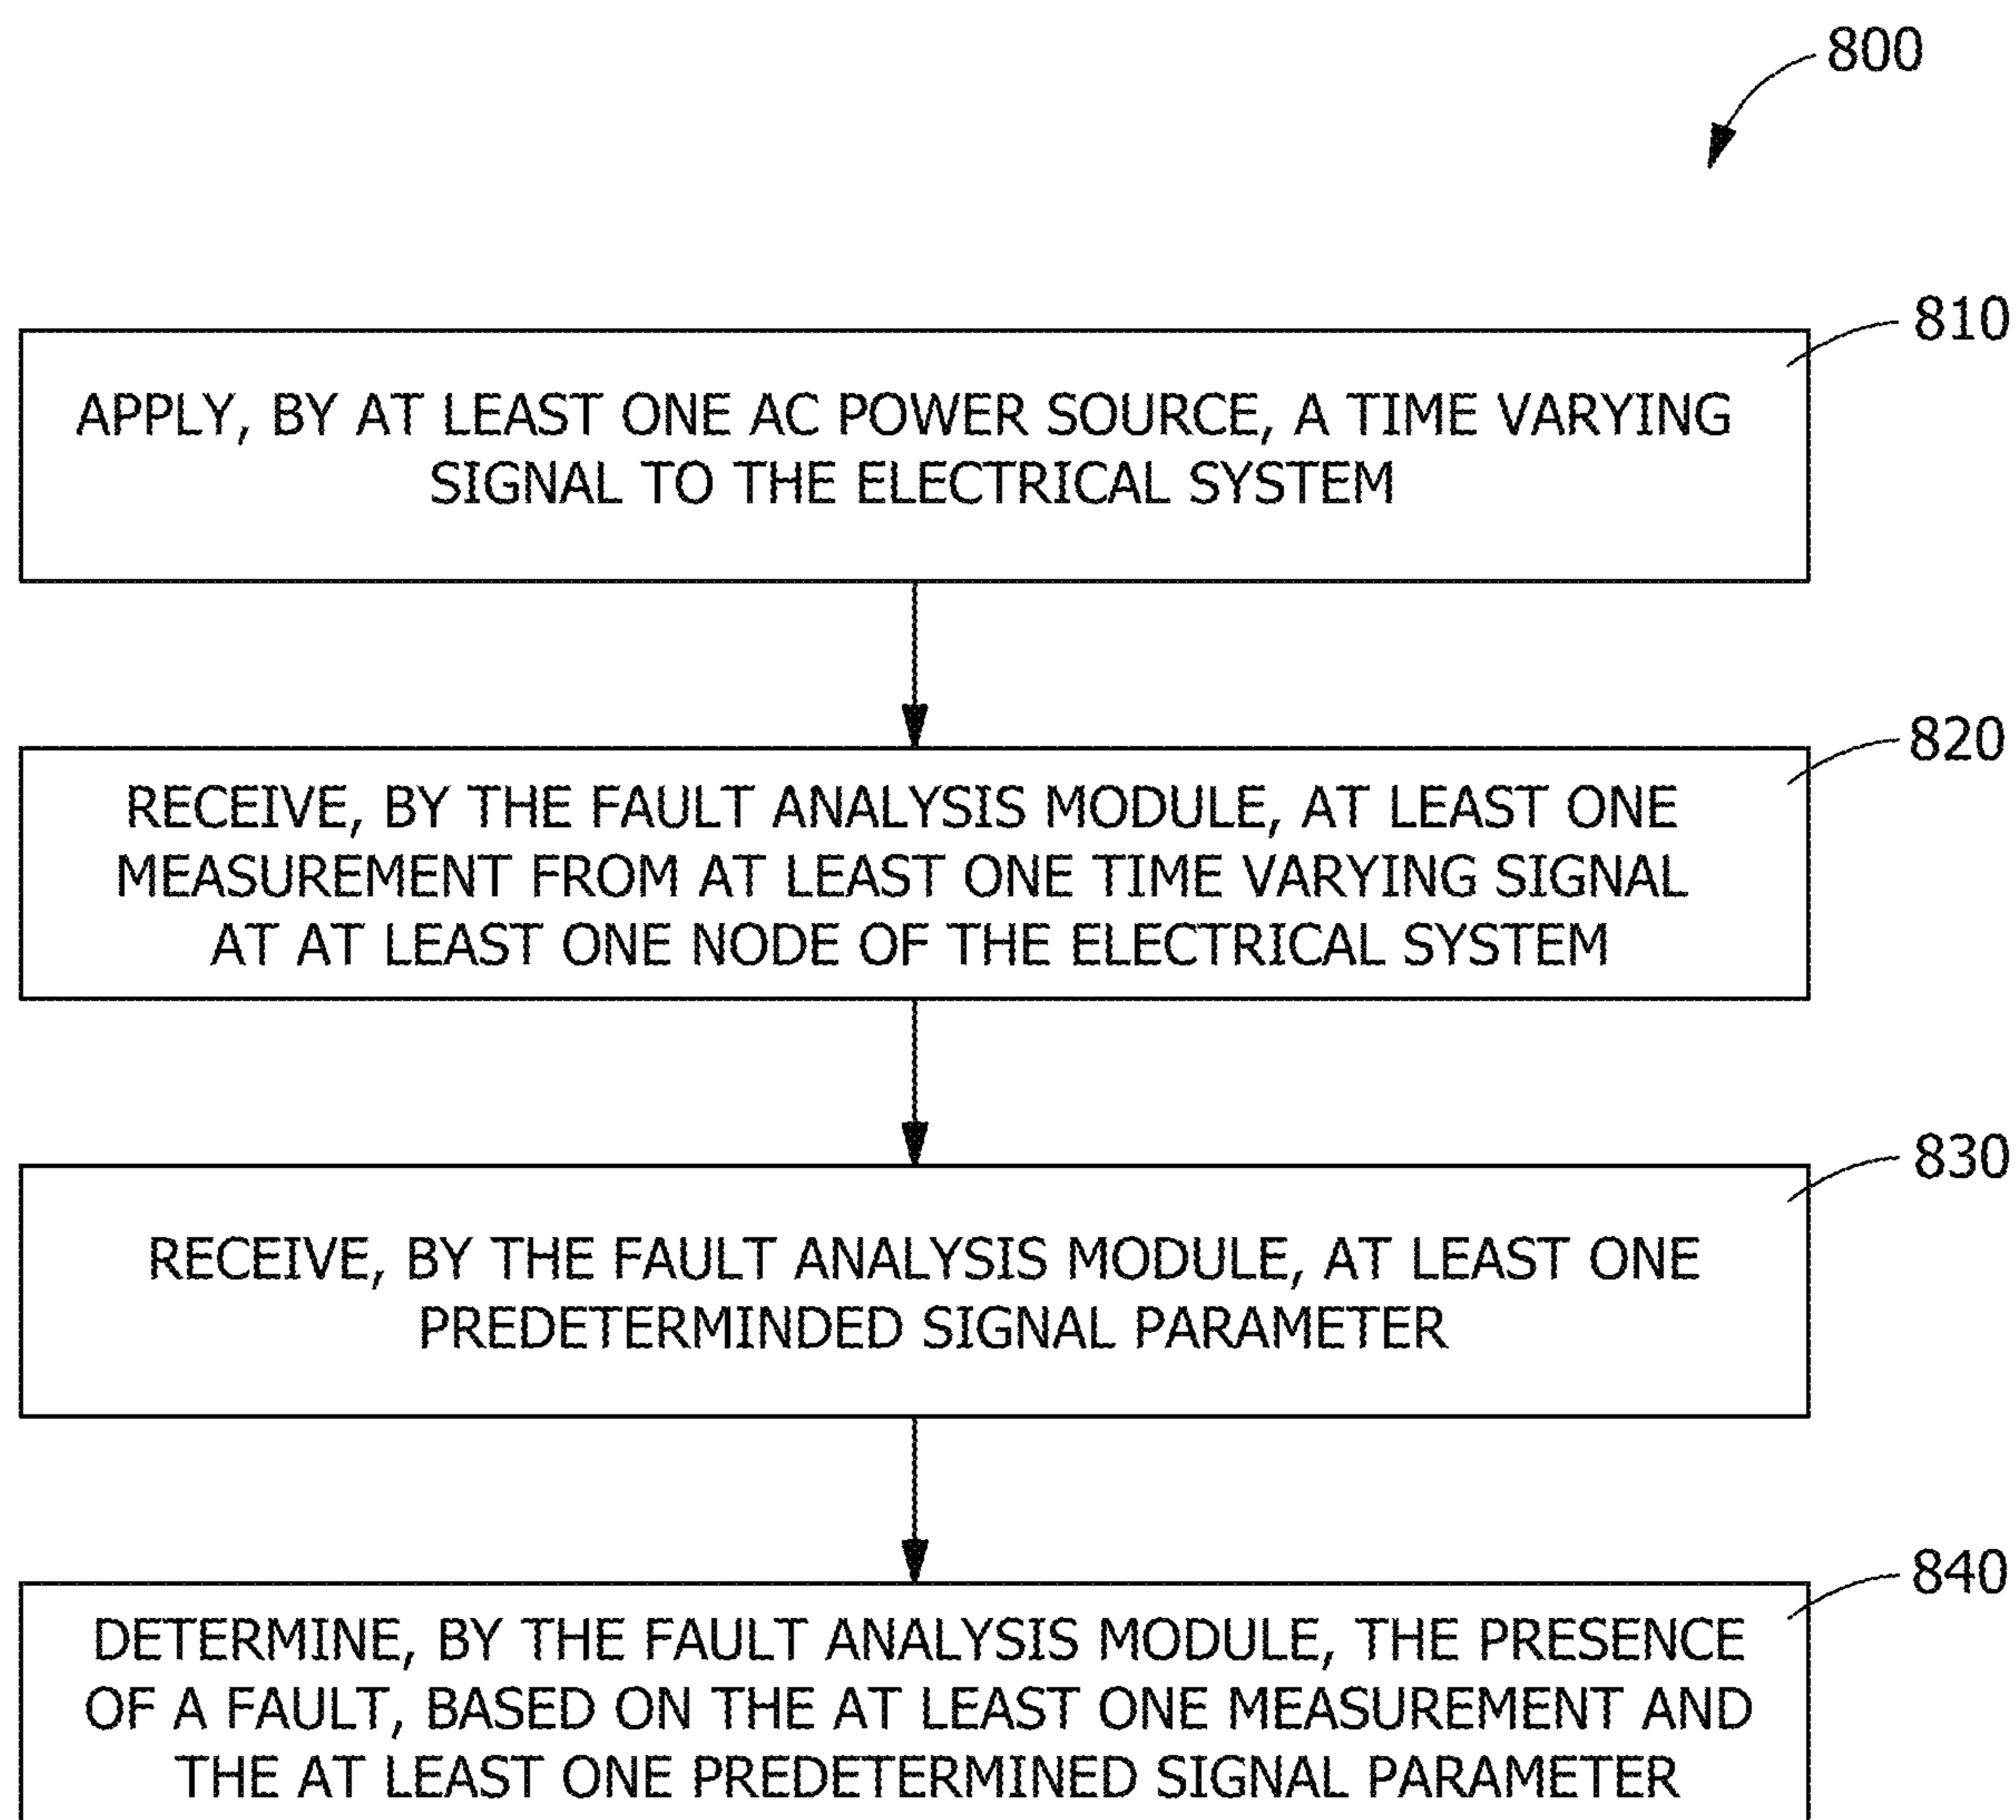 800
810
APPLY, BY AT LEAST ONE AC POWER SOURCE, A TIME VARYING
SIGNAL TO THE ELECTRICAL SYSTEM
820
RECEIVE, BY THE FAULT ANALYSIS MODULE, AT LEAST ONE
MEASUREMENT FROM AT LEAST ONE TIME VARYING SIGNAL
AT AT LEAST ONE NODE OF THE ELECTRICAL SYSTEM
830
RECEIVE, BY THE FAULT ANALYSIS MODULE, AT LEAST ONE
PREDETERMINDED SIGNAL PARAMETER
840
DETERMINE, BY THE FAULT ANALYSIS MODULE, THE PRESENCE
OF A FAULT, BASED ON THE AT LEAST ONE MEASUREMENT AND
THE AT LEAST ONE PREDETERMINED SIGNAL PARAMETER